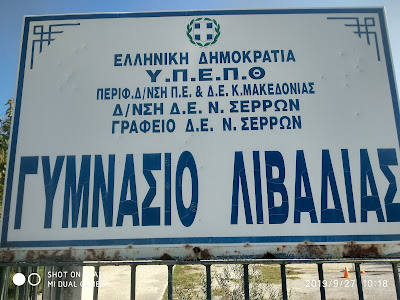 ΕΛΛΗΝΙΚΗ ΔΗΜΟΚΡΑΤΙΑ
Υ.Π.Ε.Π.Θ
ΠΕΡΙΦ.Δ/ΝΣΗ Π.Ε. & Δ.Ε. Κ.ΜΑΚΕΔΟΝΙΑΣ
Δ/ΝΣΗ Δ.Ε. Ν. ΣΕΡΡΩΝ
ΓΡΑΦΕΙΟ Δ.Ε. Ν. ΣΕΡΡΩΝ
ΓΥΜΝΑΣΙΟ ΛΙΒΑΔΙΑΣ
SHOT ON
MI DUAL CAMERA
2019/9/27 10:18